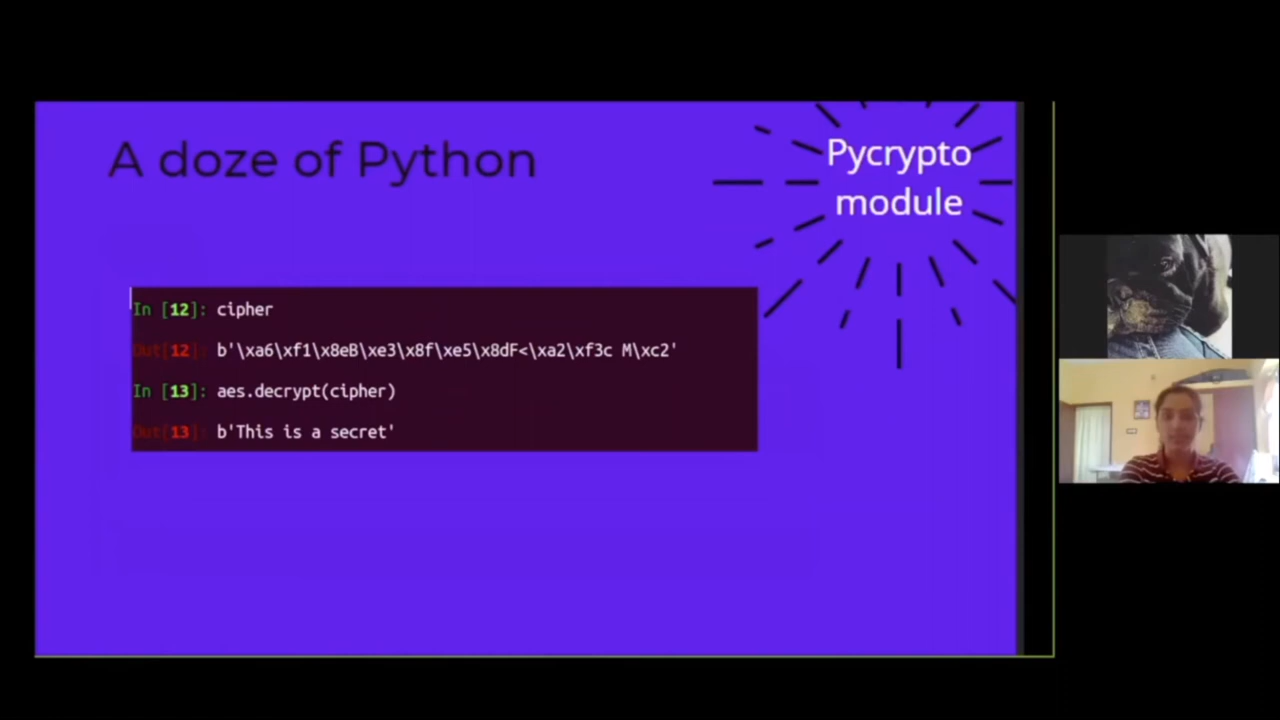 A doze of Python
Pycrypto
module
In [12]: cipher
Out[12]: b'\xa6\xf1\x8eB\xe3\x8f\xe5\x8dF<\xa2\xf3c M\xc2'
In [13]: aes.decrypt(cipher)
Out[13]: b'This is a secret'